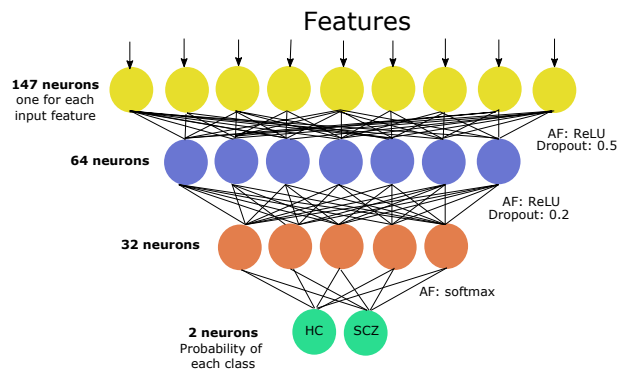 Features
147 neurons
one for each
input feature
AF: ReLU
Dropout: 0.5
64 neurons
AF: ReLU
Dropout: 0.2
32 neurons
AF: softmax
HC
SCZ
2 neurons
Probability of
each class